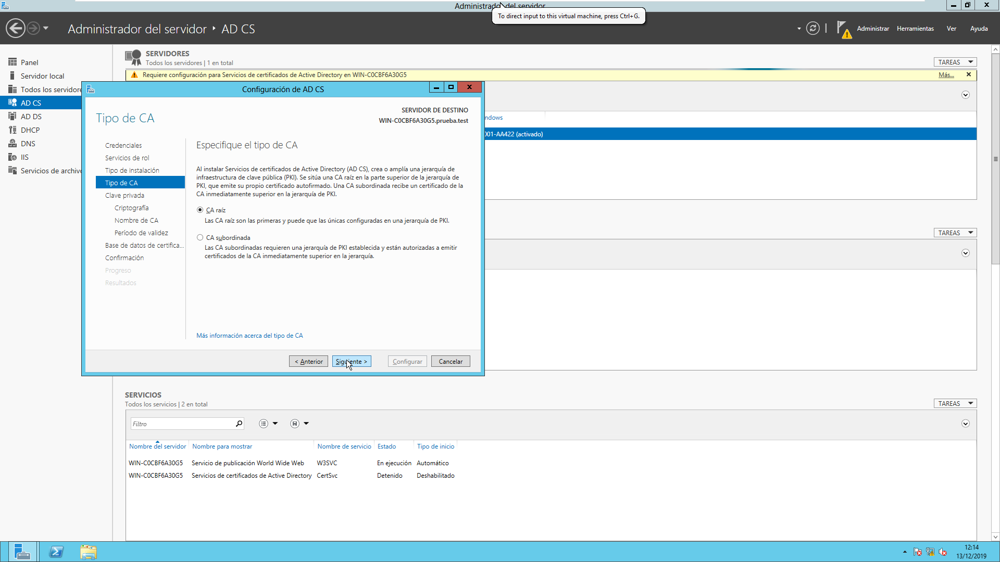 Administrador del servidor
To direct input to this virtual machine, press Ctrl+G.
Administrador del servidor ‣ AD CS
Administrar Herramientas Ver Ayuda
Panel
Servidor local
Todos los servidore
AD CS
AD DS
DHCP
DNS
IIS
Servicios de archivo
SERVIDORES
Todos los servidores | 1 en total
TAREAS
Requiere configuración para Servicios de certificados de Active Directory en WIN-C0CBF6A30G5
Más...
ndows
001-AA422 (activado)
TAREAS
Configuración de AD CS
Tipo de CA
SERVIDOR DE DESTINO
WIN-C0CBF6A30G5.prueba.test
Credenciales
Servicios de rol
Tipo de instalación
Tipo de CA
Clave privada
Criptografía
Nombre de CA
Período de validez
Base de datos de certifica...
Confirmación
Progreso
Resultados
Especifique el tipo de CA
Al instalar Servicios de certificados de Active Directory (AD CS), crea o amplía una jerarquía de
infraestructura de clave pública (PKI). Se sitúa una CA raíz en la parte superior de la jerarquía de
PKI, que emite su propio certificado autofirmado. Una CA subordinada recibe un certificado de la
CA inmediatamente superior en la jerarquía de PKI.
CA raíz
Las CA raíz son las primeras y puede que las únicas configuradas en una jerarquía de PKI.
CA subordinada
Las CA subordinadas requieren una jerarquía de PKI establecida y están autorizadas a emitir
certificados de la CA inmediatamente superior en la jerarquía.
Más información acerca del tipo de CA
< Anterior Siguiente > Configurar Cancelar
SERVICIOS
Todos los servicios | 2 en total
TAREAS
Filtro
Nombre del servidor Nombre para mostrar Nombre de servicio Estado Tipo de inicio
WIN-C0CBF6A30G5 Servicio de publicación World Wide Web W3SVC En ejecución Automático
WIN-C0CBF6A30G5 Servicios de certificados de Active Directory CertSvc Detenido Deshabilitado
12:14
13/12/2019